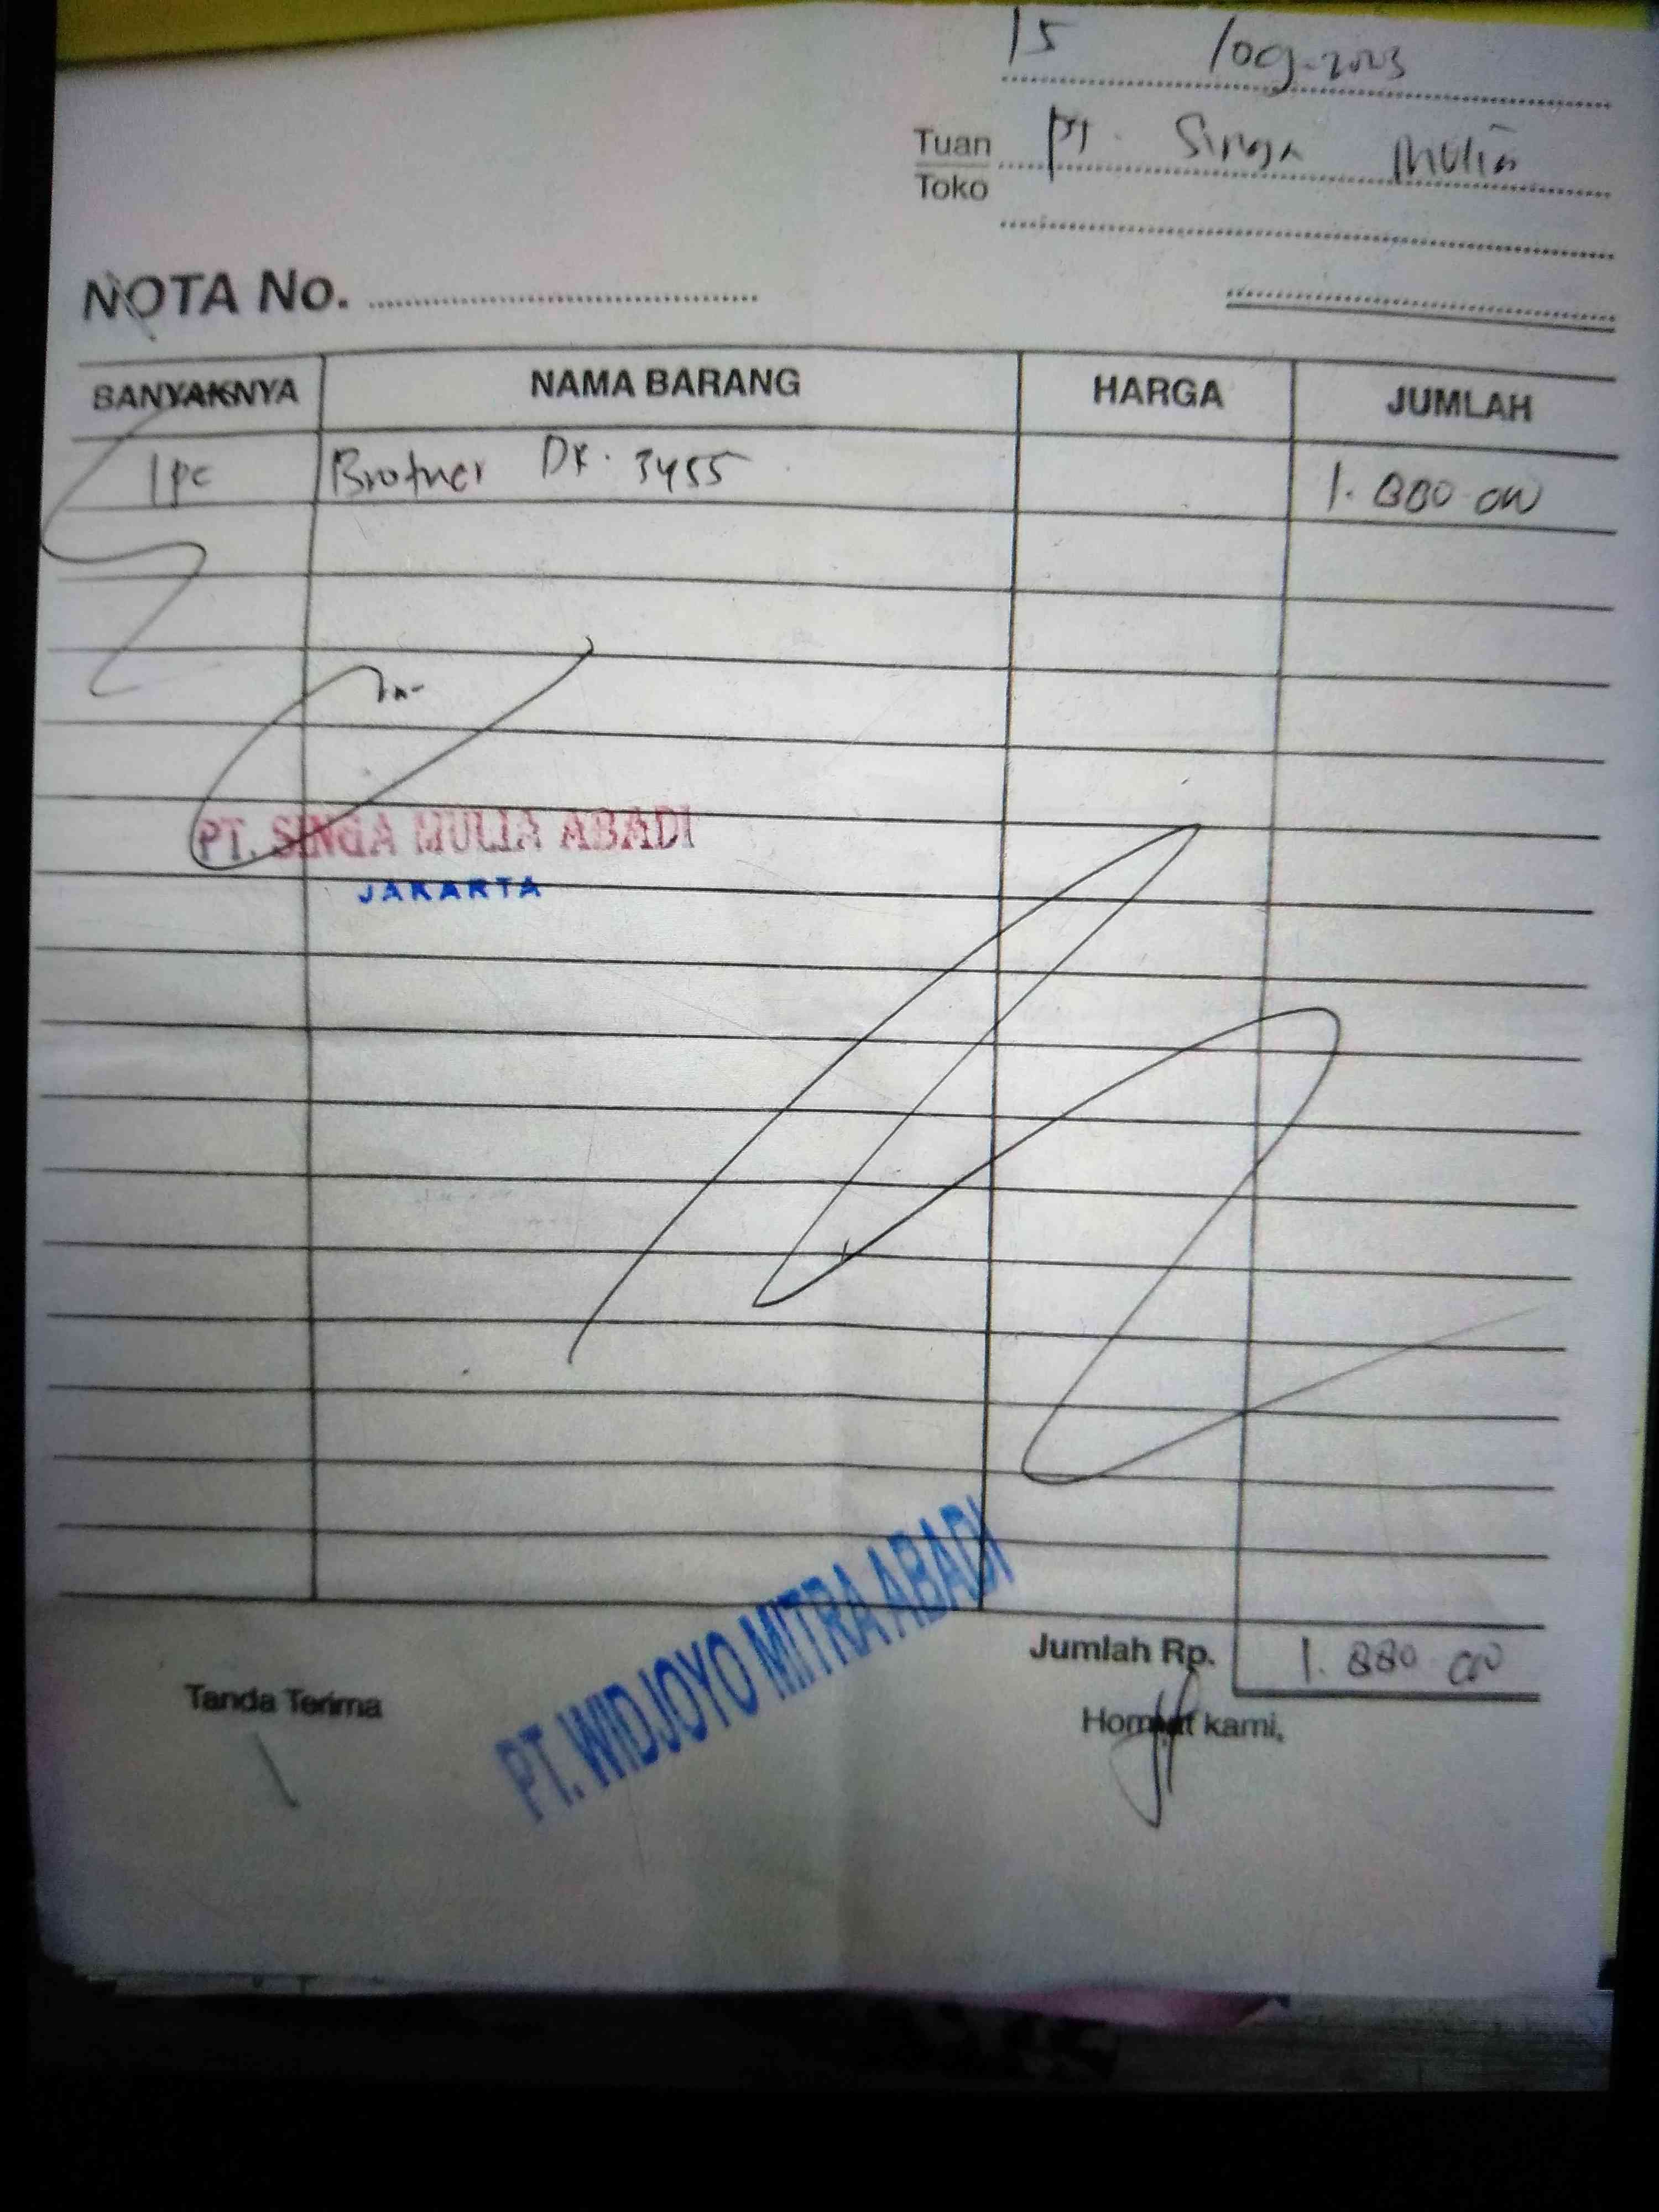 15 /09-2023
Tuan PT. Singa Mulia
Toko
NOTA No.
BANYAKNYA NAMA BARANG HARGA JUMLAH
1 pc Brother DR. 3455 1.880.000
PT. SINGA MULIA ABADI
JAKARTA
PT. WIDJOYO MITRA ABADI
Jumlah Rp. 1.880.000
Tanda Terima Hormat kami,